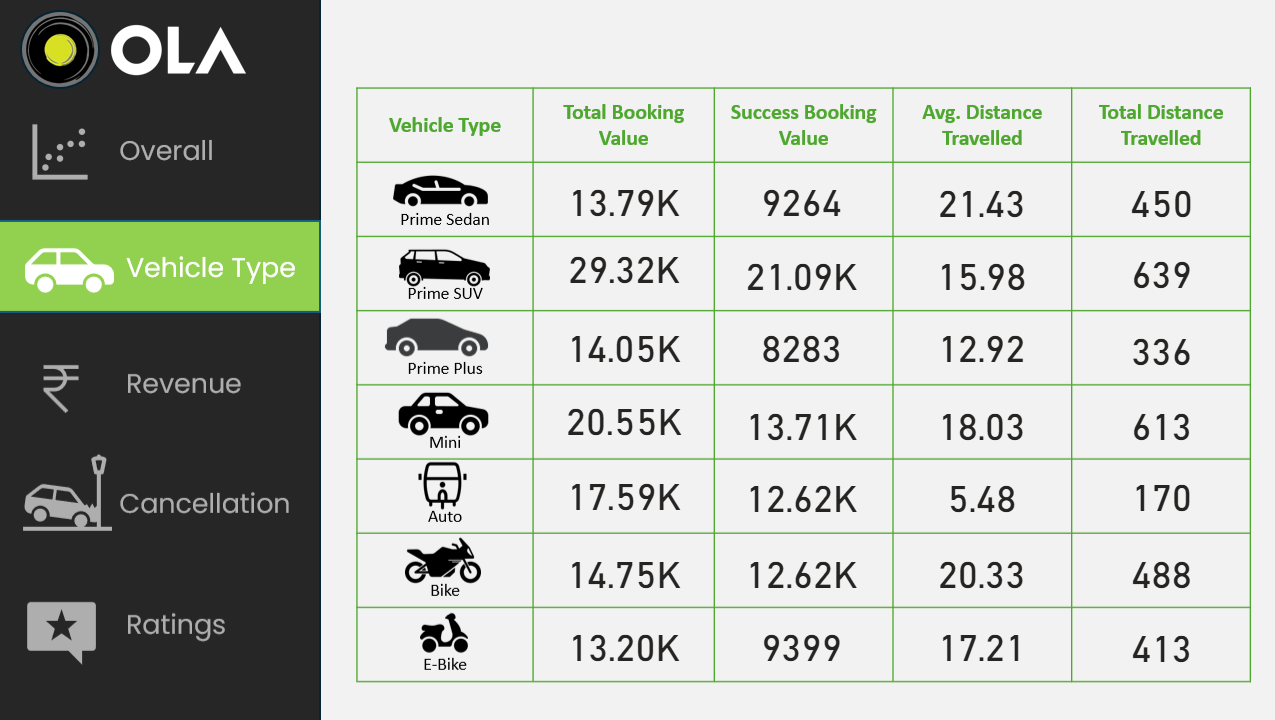 OLA
Overall
Vehicle Type
Revenue
Cancellation
Ratings
Vehicle Type
Total Booking
Value
Success Booking
Value
Avg. Distance
Travelled
Total Distance
Travelled
Prime Sedan
13.79K
9264
21.43
450
Prime SUV
29.32K
21.09K
15.98
639
Prime Plus
14.05K
8283
12.92
336
Mini
20.55K
13.71K
18.03
613
Auto
17.59K
12.62K
5.48
170
Bike
14.75K
12.62K
20.33
488
E-Bike
13.20K
9399
17.21
413